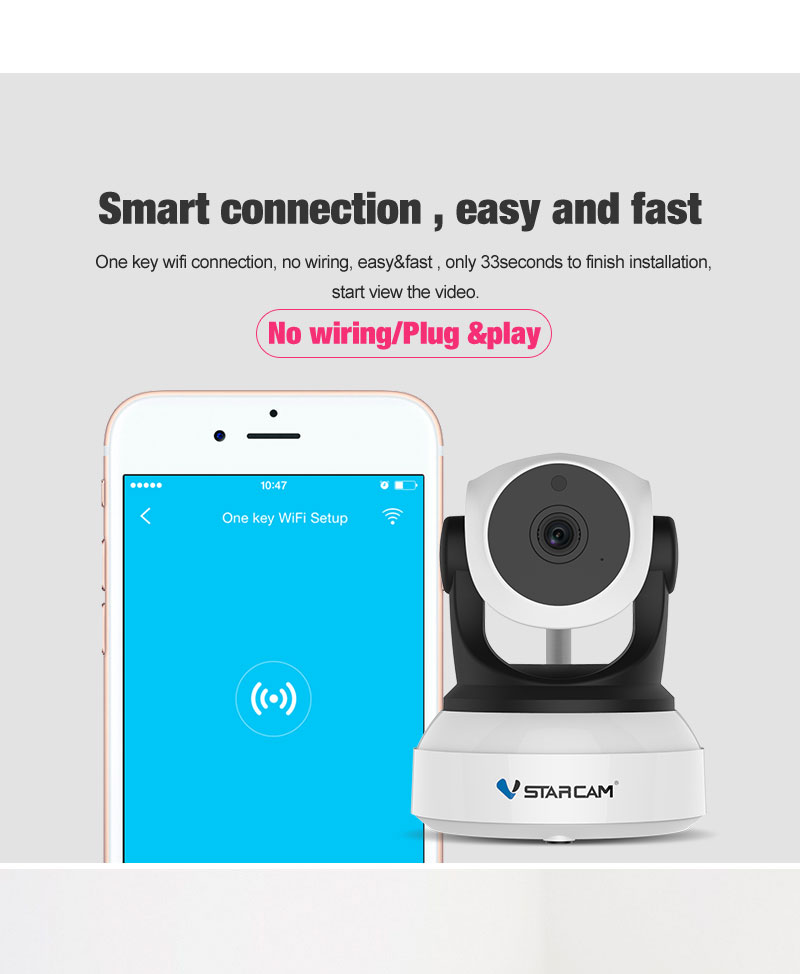 Smart connection , easy and fast
One key wifi connection, no wiring, easy&fast , only 33seconds to finish installation,
start view the video.
No wiring/Plug &play
10:47
One key WiFi Setup
STARCAM®